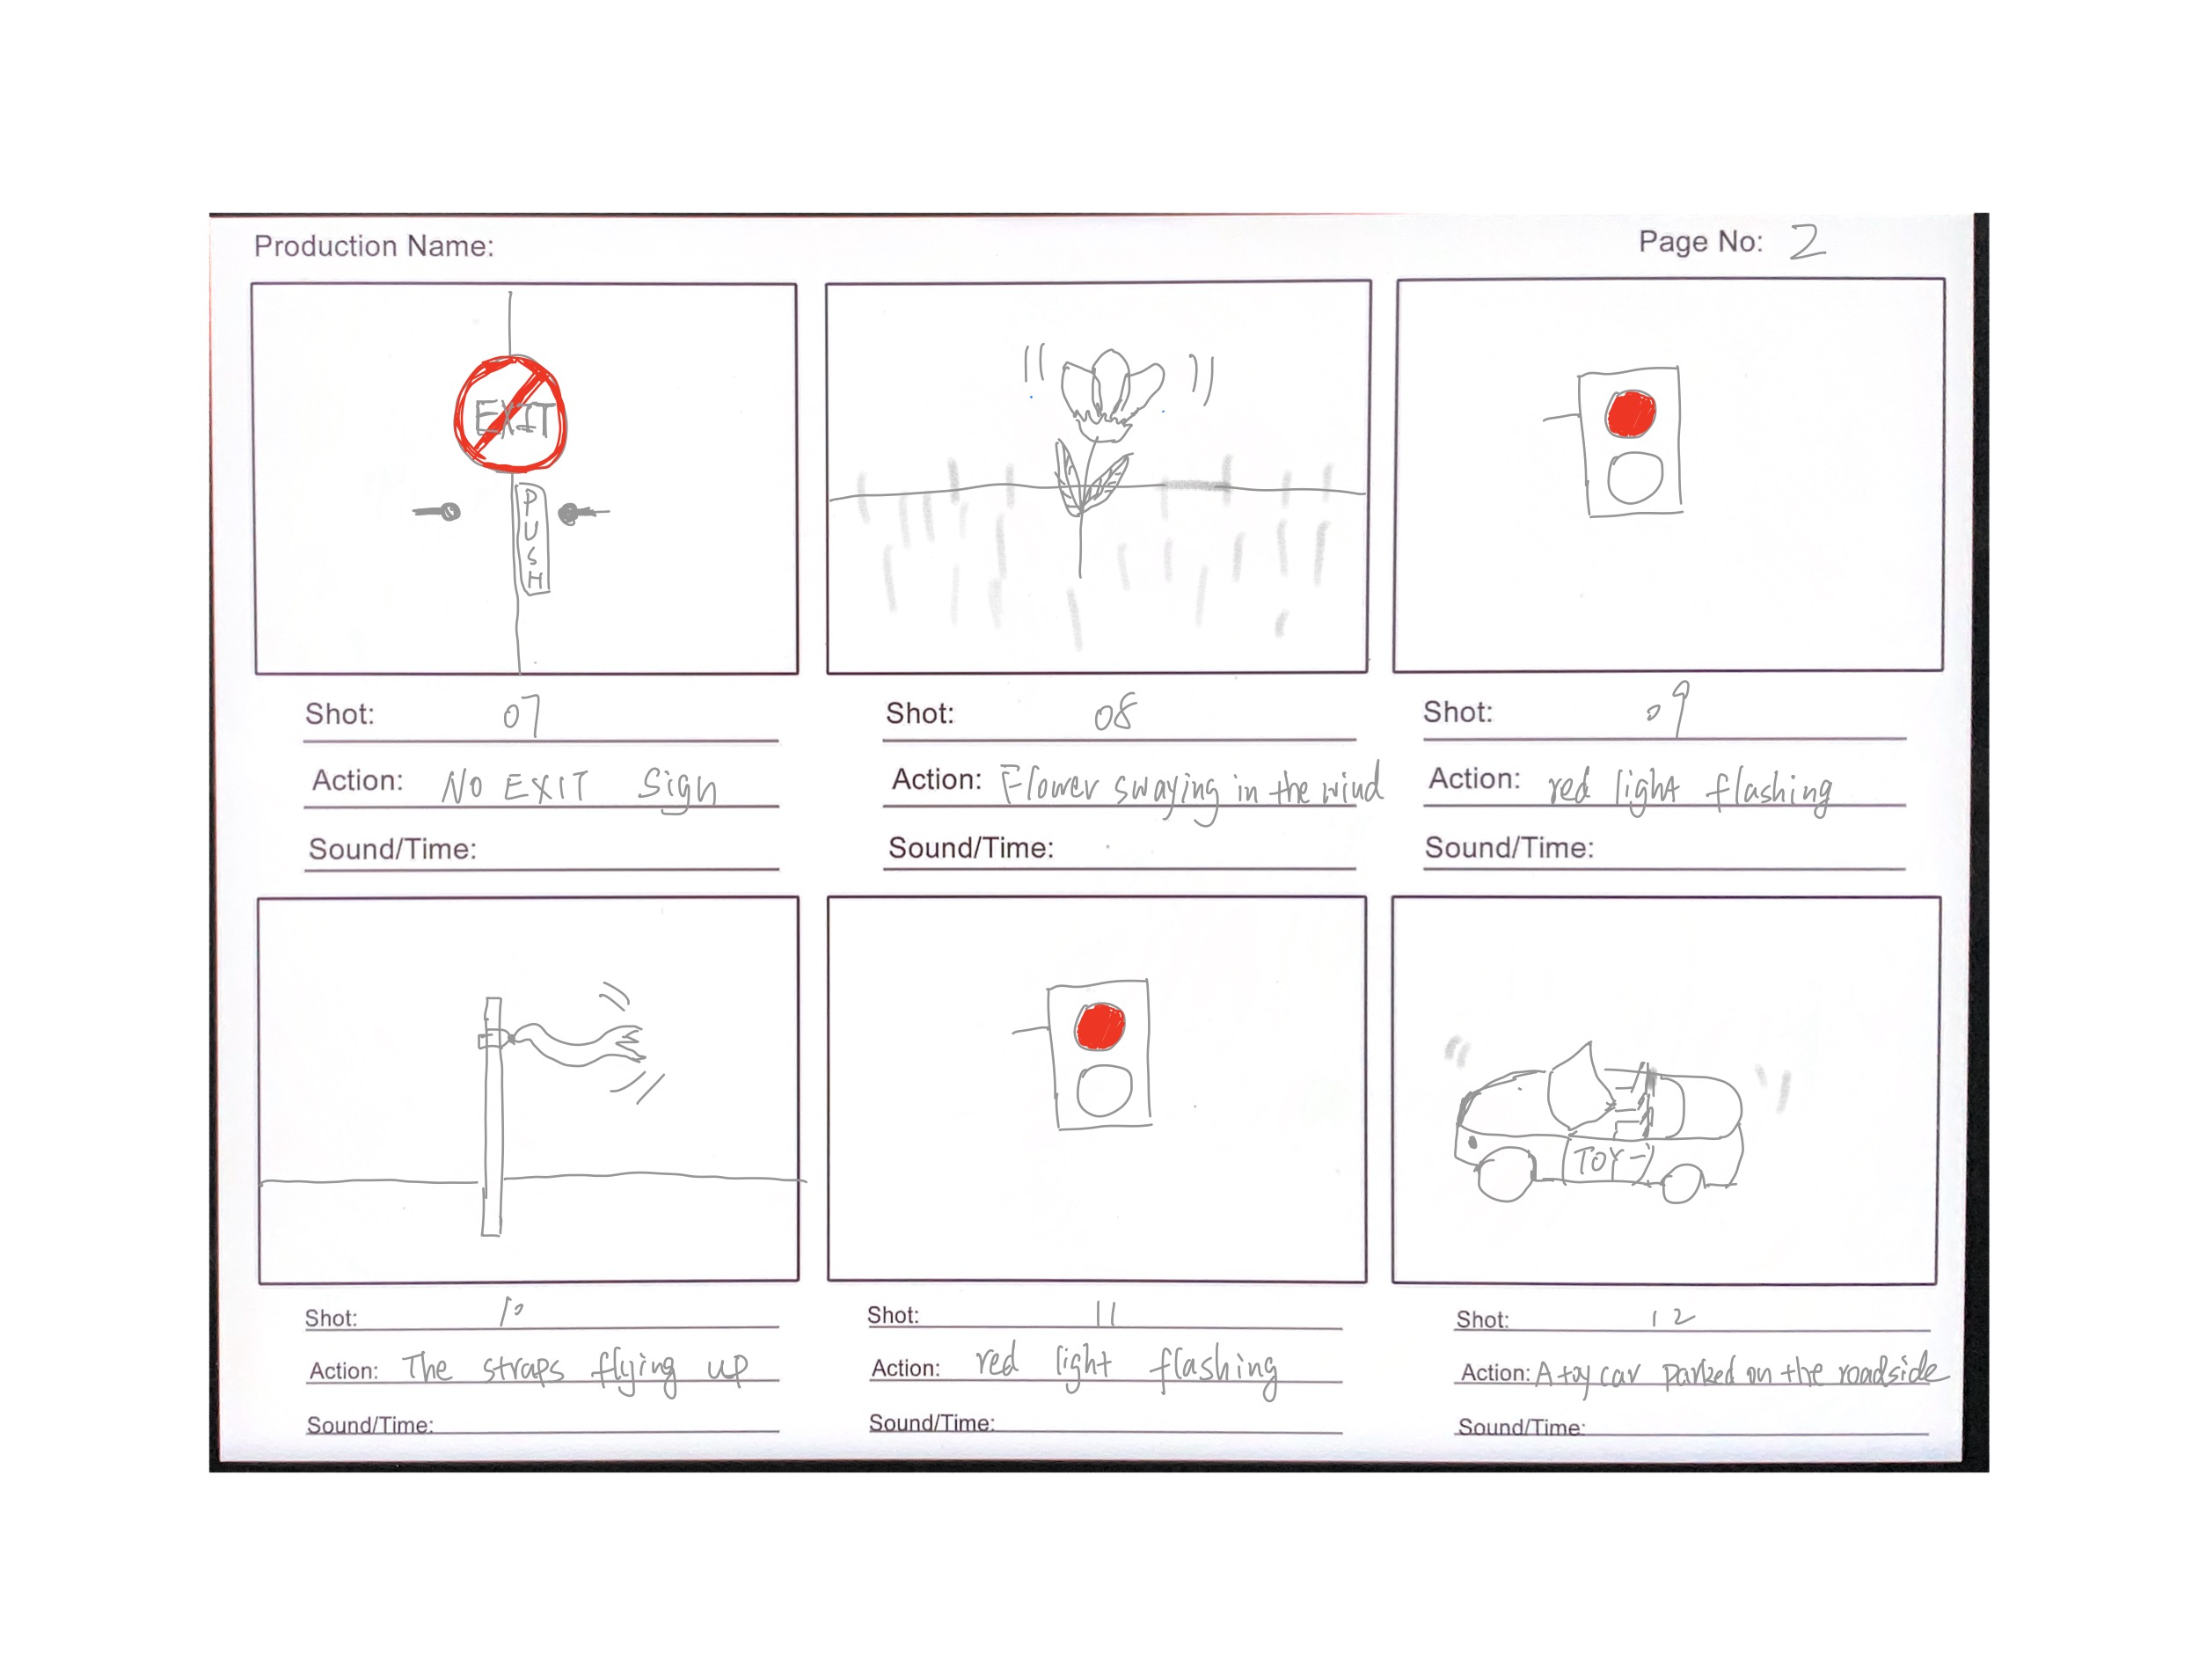 Production Name:
Page No: 2
EXIT
PUSH
Shot: 07
Shot: 08
Shot: 09
Action: NO EXIT Sign
Action: Flower swaying in the wind
Action: red light flashing
Sound/Time:
Sound/Time:
Sound/Time:
TOY
Shot: 10
Shot: 11
Shot: 12
Action: The straps flying up
Action: red light flashing
Action: A toy car parked on the roadside
Sound/Time:
Sound/Time:
Sound/Time: